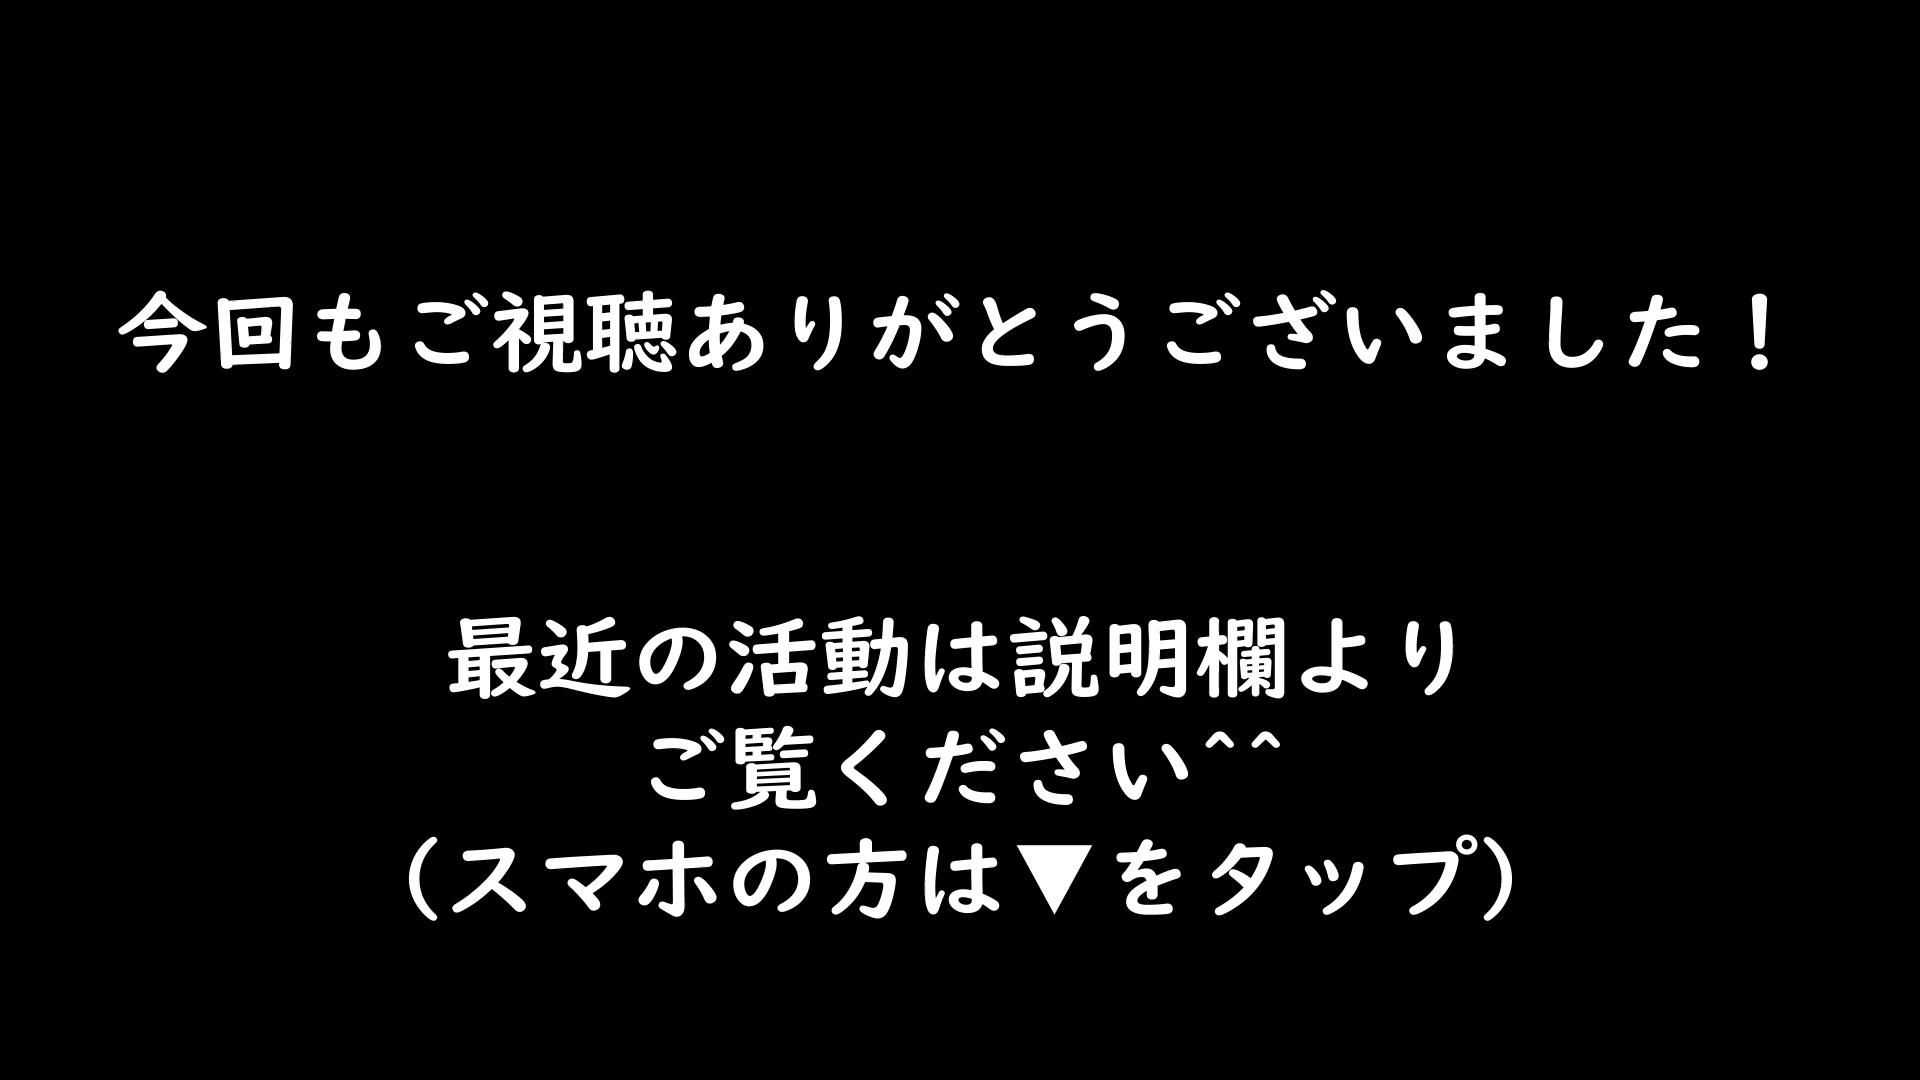 今回もご視聴ありがとうございました！
最近の活動は説明欄より
ご覧ください^^
(スマホの方は▼をタップ)